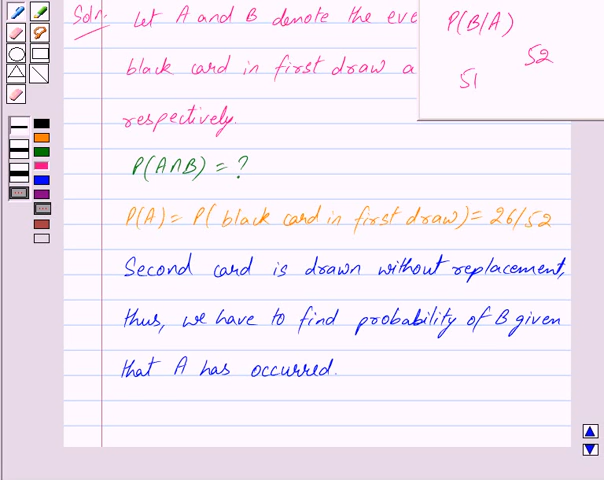 Soln: Let A and B denote the eve
black card in first draw a
respectively.
P(A∩B) = ?
P(A) = P( black card in first draw) = 26/52
Second card is drawn without replacement,
thus, we have to find probability of B given
that A has occurred.
P(B/A)
52
51